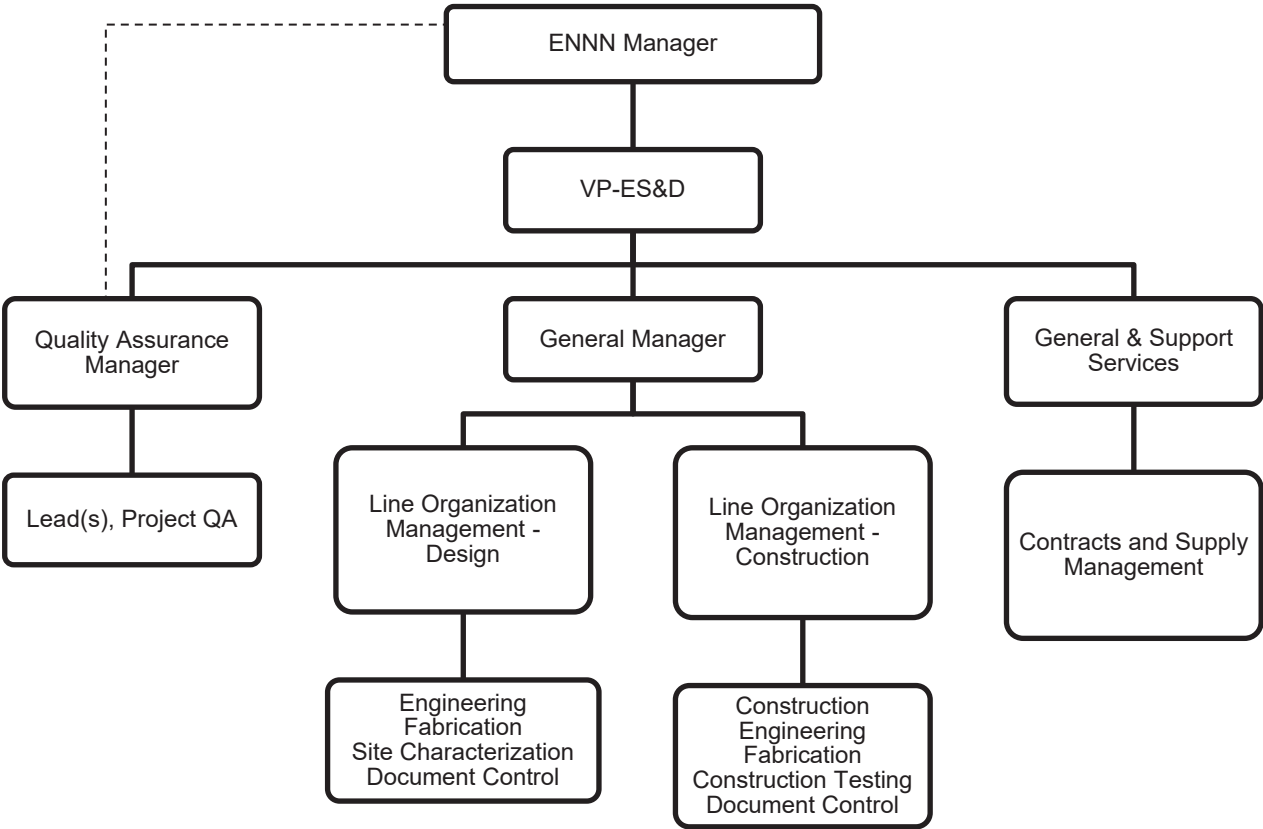 ENNN Manager
VP-ES&D
Quality Assurance
Manager
General Manager
General & Support
Services
Lead(s), Project QA
Line Organization
Management -
Design
Line Organization
Management -
Construction
Contracts and Supply
Management
Engineering
Fabrication
Site Characterization
Document Control
Construction
Engineering
Fabrication
Construction Testing
Document Control